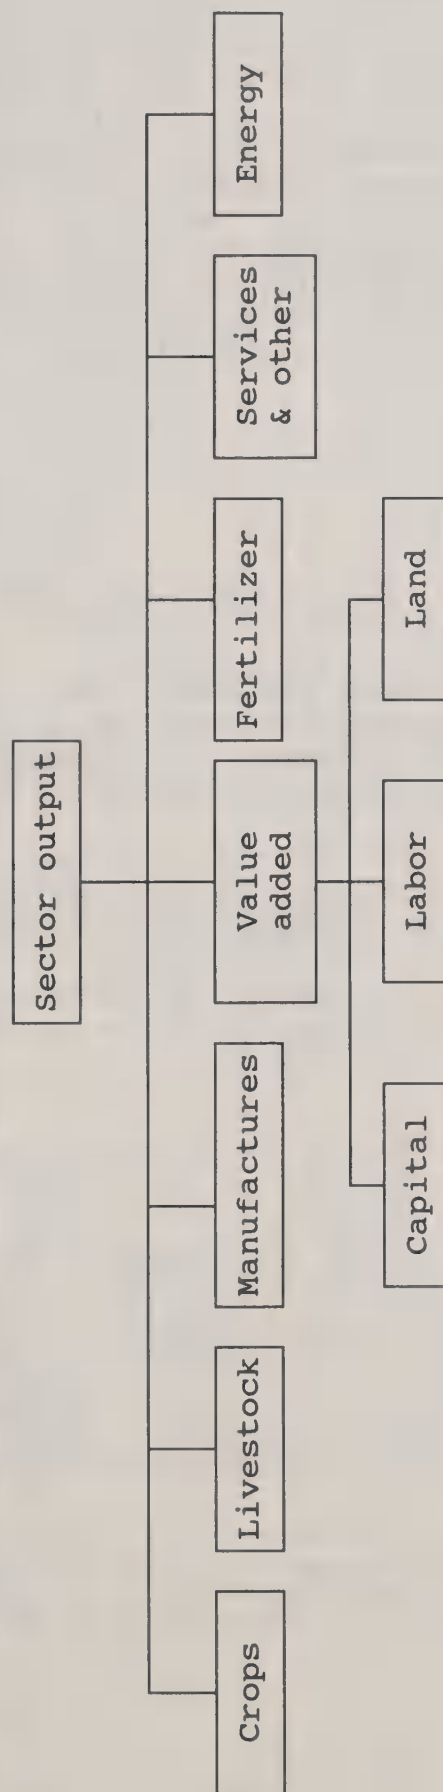 Sector output
Crops
Livestock
Manufactures
Value
added
Fertilizer
Services
& other
Energy
Capital
Labor
Land